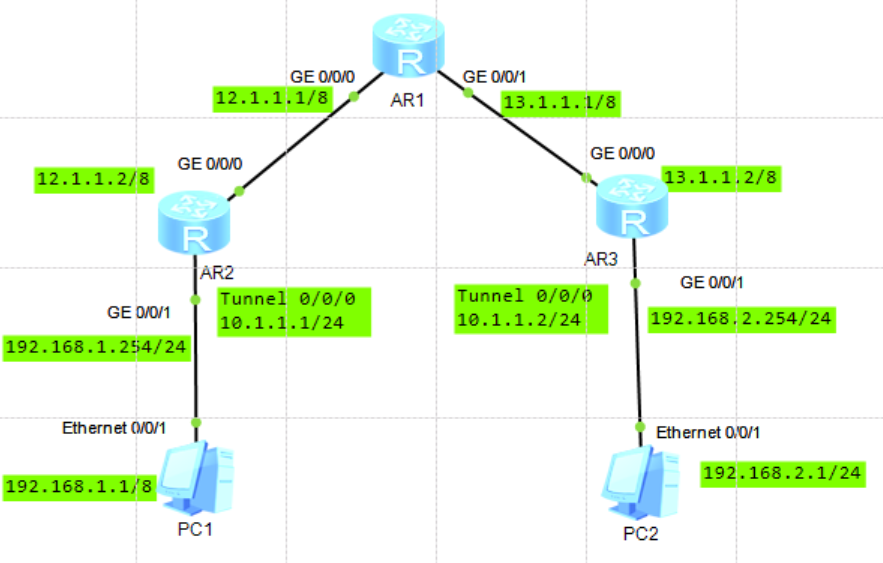 R
AR1
GE 0/0/0
GE 0/0/1
12.1.1.1/8
13.1.1.1/8
GE 0/0/0
GE 0/0/0
12.1.1.2/8
13.1.1.2/8
R
R
AR2
AR3
GE 0/0/1
Tunnel 0/0/0
10.1.1.1/24
Tunnel 0/0/0
10.1.1.2/24
GE 0/0/1
192.168.1.254/24
192.168.2.254/24
Ethernet 0/0/1
Ethernet 0/0/1
192.168.1.1/8
192.168.2.1/24
PC1
PC2